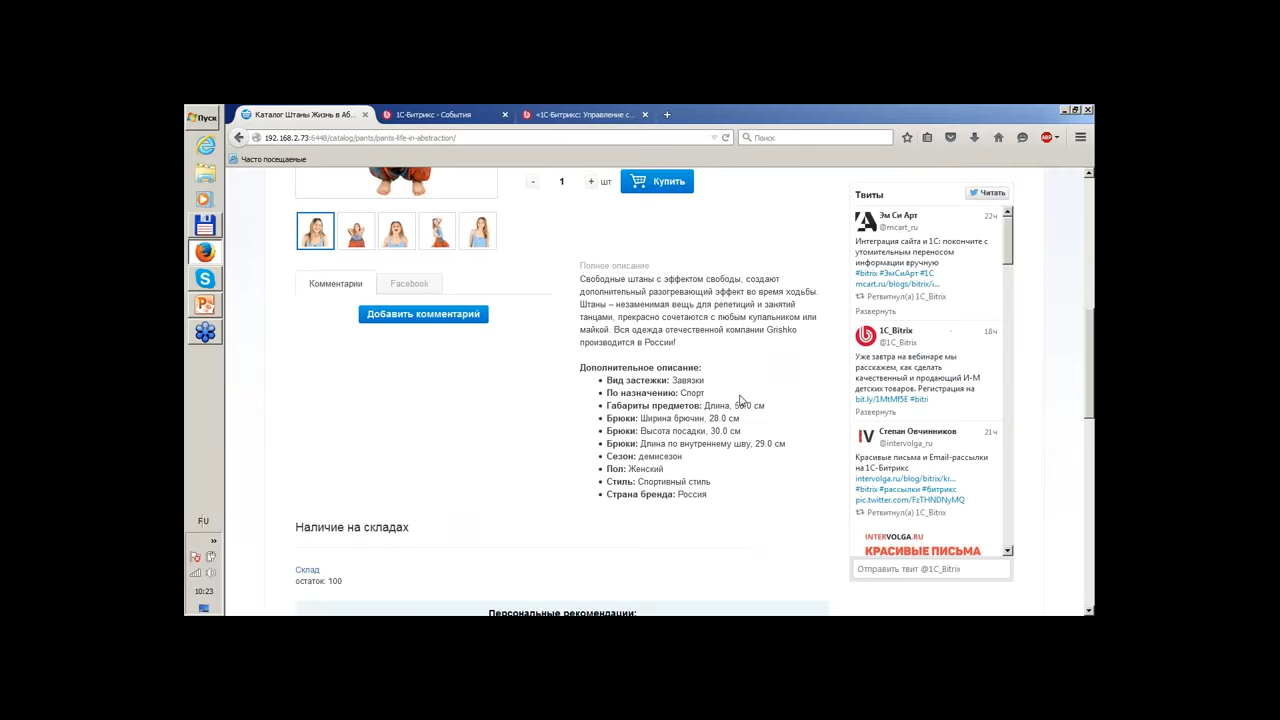 Пуск
Каталог Штаны Жизнь в Аб...
1С-Битрикс - События
«1С-Битрикс: Управление с...
192.168.2.73:6448/catalog/pants/pants-life-in-abstraction/
Поиск
ABP
Часто посещаемые
- 1 + шт
Купить
Комментарии
Facebook
Добавить комментарий
Полное описание
Свободные штаны с эффектом свободы, создают
дополнительный разогревающий эффект во время ходьбы.
Штаны – незаменимая вещь для репетиций и занятий
танцами, прекрасно сочетаются с любым купальником или
майкой. Вся одежда отечественной компании Grishko
производится в России!
Дополнительное описание:
Вид застежки: Завязки
По назначению: Спорт
Габариты предметов: Длина, см
Брюки: Ширина брючин, 28.0 см
Брюки: Высота посадки, 30.0 см
Брюки: Длина по внутреннему шву, 29.0 см
Сезон: демисезон
Пол: Женский
Стиль: Спортивный стиль
Страна бренда: Россия
Наличие на складах
Склад
остаток: 100
Персональные рекомендации:
Твиты
Читать
Эм Си Арт 22ч
@mcart_ru
Интеграция сайта и 1С: покончите с
утомительным переносом
информации вручную
#bitrix #ЭмСиАрт #1С
mcart.ru/blogs/bitrix/i...
Ретвитнул(а) 1C_Bitrix
Развернуть
1C_Bitrix 18ч
@1C_Bitrix
Уже завтра на вебинаре мы
расскажем, как сделать
качественный и продающий И-М
детских товаров. Регистрация на
bit.ly/1MtMf5E #bitri
Развернуть
Степан Овчинников 21ч
@intervolga_ru
Красивые письма и Email-рассылки
на 1С-Битрикс
intervolga.ru/blog/bitrix/kr...
#bitrix #рассылки #битрикс
pic.twitter.com/FzTHNDNyMQ
Ретвитнул(а) 1C_Bitrix
INTERVOLGA.RU
КРАСИВЫЕ ПИСЬМА
Отправить твит @1C_Bitrix
RU
10:23